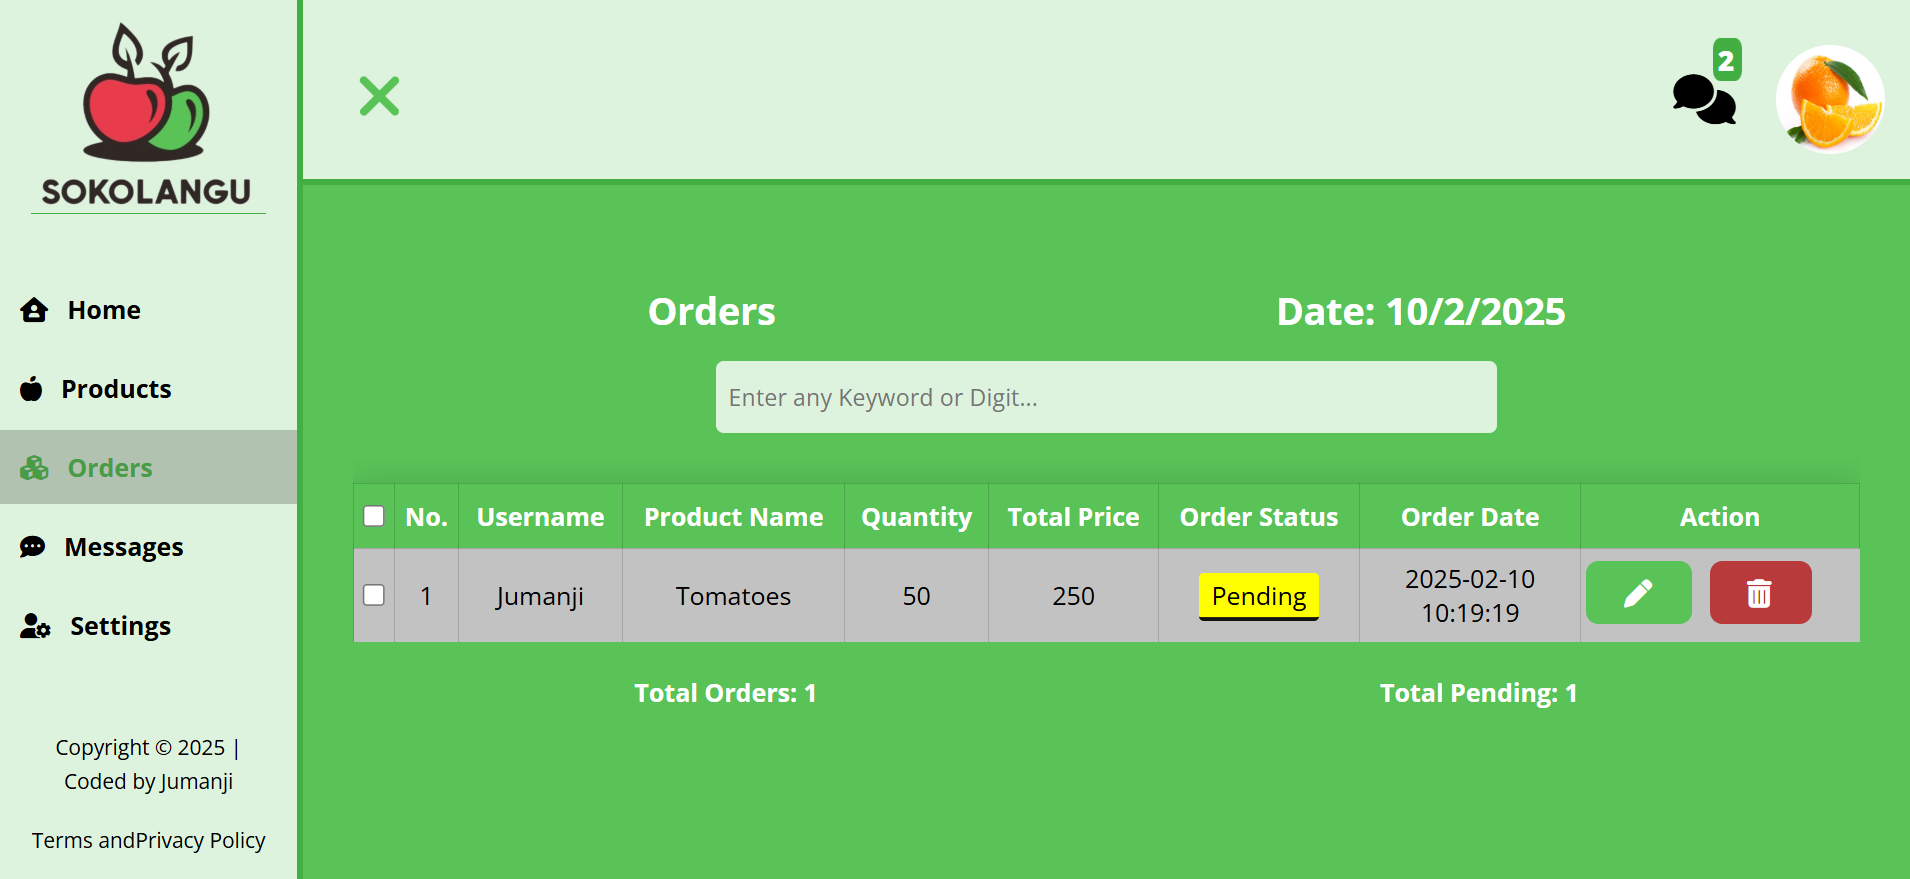 SOKOLANGU
2
Home
Products
Orders
Messages
Settings
Copyright © 2025 |
Coded by Jumanji
Terms andPrivacy Policy
Orders Date: 10/2/2025
Enter any Keyword or Digit...
No. Username Product Name Quantity Total Price Order Status Order Date Action
1 Jumanji Tomatoes 50 250 Pending 2025-02-10
10:19:19
Total Orders: 1 Total Pending: 1